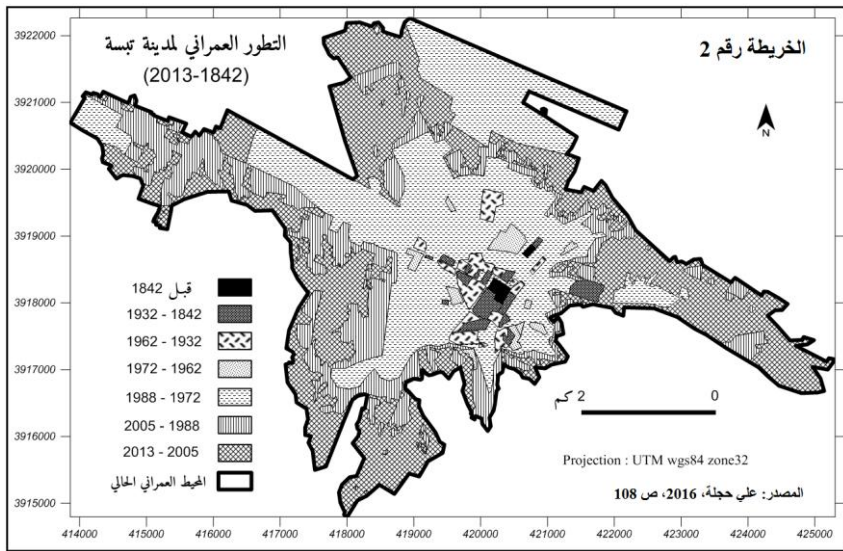 الخريطة رقم 2
التطور العمراني لمدينة تبسة
(2013-1842)
N
3922000
3921000
3920000
3919000
3918000
3917000
3916000
3915000
قبل 1842
1932 - 1842
1962 - 1932
1972 - 1962
1988 - 1972
2005 - 1988
2013 - 2005
المحيط العمراني الحالي
2 كم 0
Projection : UTM wgs84 zone32
المصدر: علي حجلة، 2016، ص 108
414000 415000 416000 417000 418000 419000 420000 421000 422000 423000 424000 425000